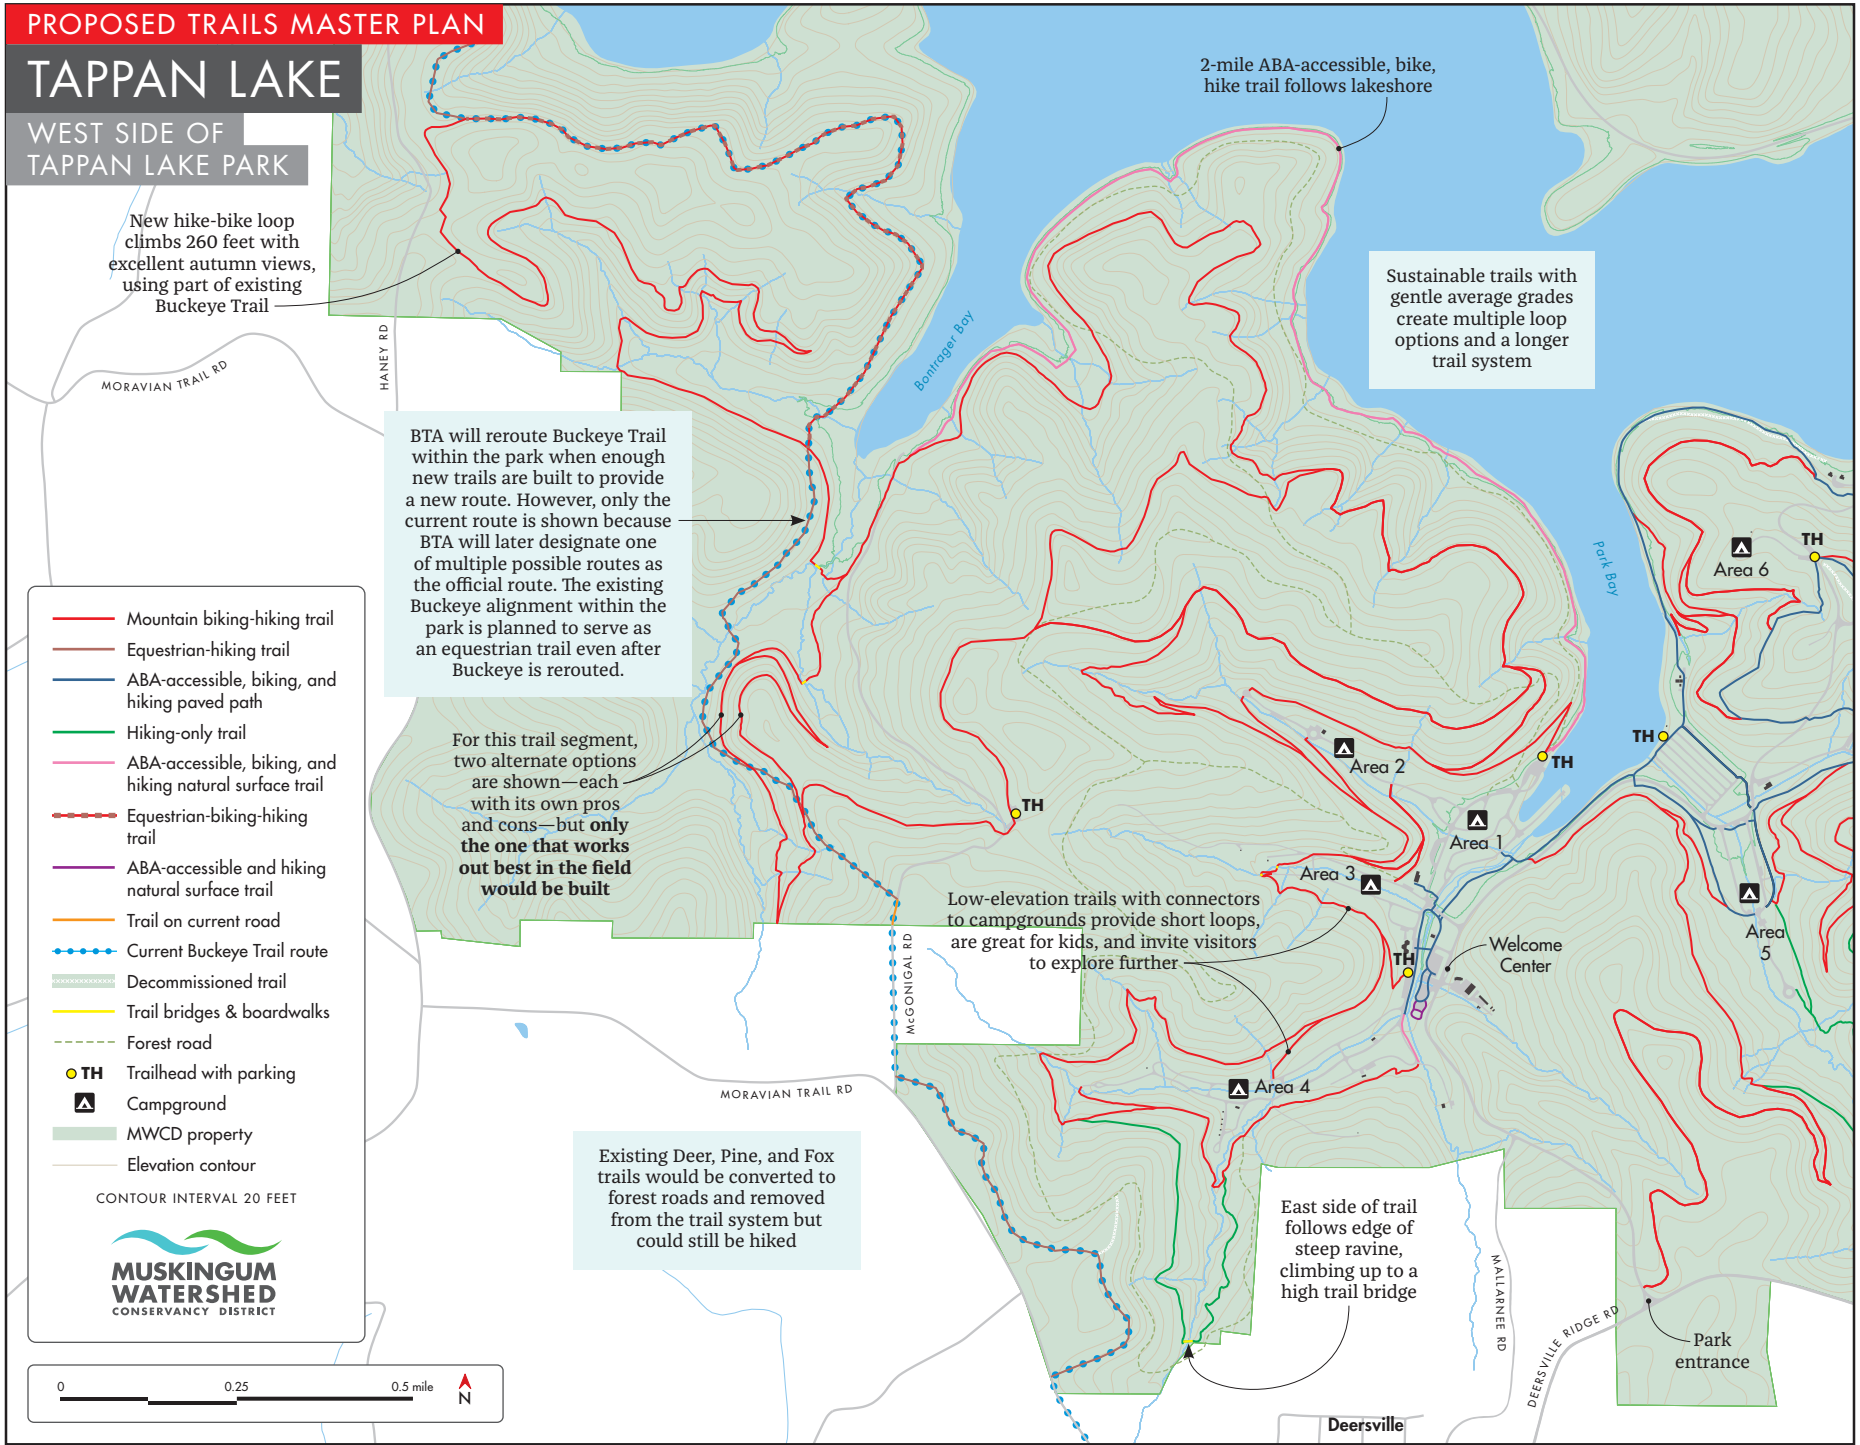 PROPOSED TRAILS MASTER PLAN
TAPPAN LAKE
WEST SIDE OF
TAPPAN LAKE PARK
New hike-bike loop
climbs 260 feet with
excellent autumn views,
using part of existing
Buckeye Trail
2-mile ABA-accessible, bike,
hike trail follows lakeshore
Sustainable trails with
gentle average grades
create multiple loop
options and a longer
trail system
MORAVIAN TRAIL RD
HANEY RD
Bontrager Bay
BTA will reroute Buckeye Trail
within the park when enough
new trails are built to provide
a new route. However, only the
current route is shown because
BTA will later designate one
of multiple possible routes as
the official route. The existing
Buckeye alignment within the
park is planned to serve as
an equestrian trail even after
Buckeye is rerouted.
Park Bay
TH
Area 6
TH
TH
Area 2
TH
Area 1
Area 3
Area
5
For this trail segment,
two alternate options
are shown—each
with its own pros
and cons—but only
the one that works
out best in the field
would be built
Low-elevation trails with connectors
to campgrounds provide short loops,
are great for kids, and invite visitors
to explore further
TH
Welcome
Center
McGONIGAL RD
MORAVIAN TRAIL RD
Area 4
Mountain biking-hiking trail
Equestrian-hiking trail
ABA-accessible, biking, and
hiking paved path
Hiking-only trail
ABA-accessible, biking, and
hiking natural surface trail
Equestrian-biking-hiking
trail
ABA-accessible and hiking
natural surface trail
Trail on current road
Current Buckeye Trail route
Decommissioned trail
Trail bridges & boardwalks
Forest road
TH Trailhead with parking
Campground
MWCD property
Elevation contour
CONTOUR INTERVAL 20 FEET
MUSKINGUM
WATERSHED
CONSERVANCY DISTRICT
Existing Deer, Pine, and Fox
trails would be converted to
forest roads and removed
from the trail system but
could still be hiked
East side of trail
follows edge of
steep ravine,
climbing up to a
high trail bridge
MALLARNEE RD
DEERSVILLE RIDGE RD
Park
entrance
Deersville
0 0.25 0.5 mile
N